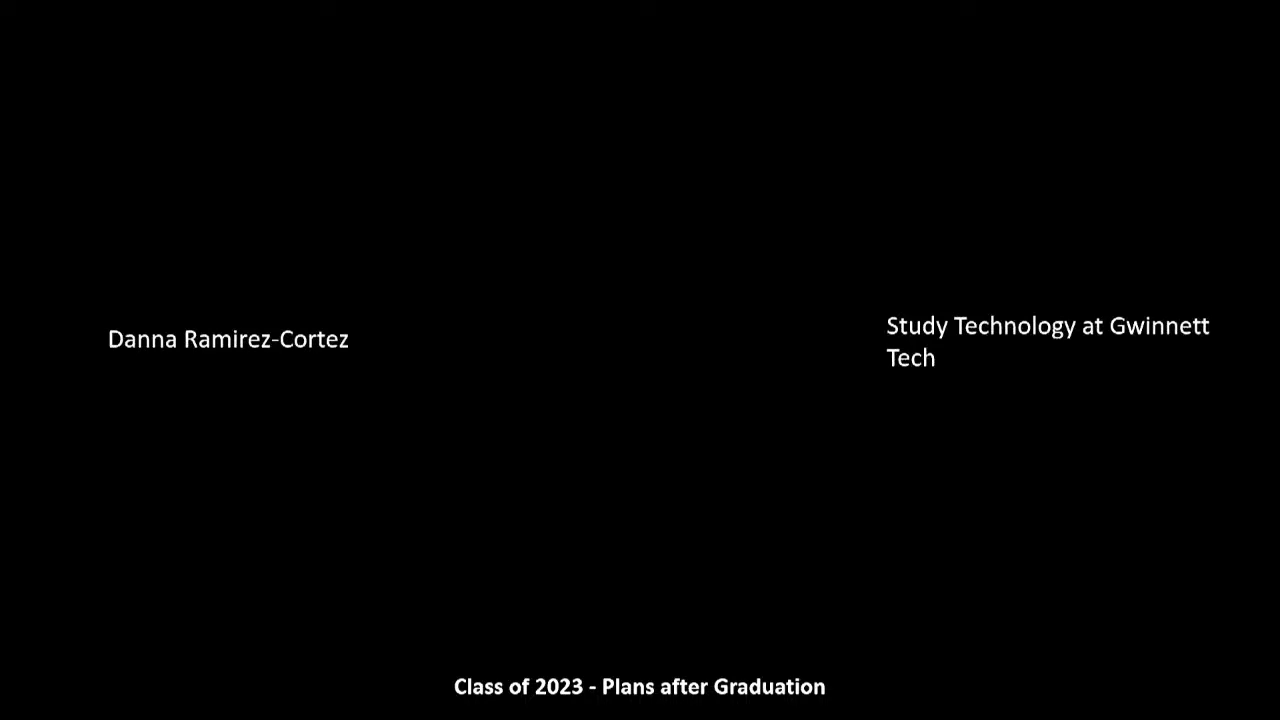 Danna Ramirez-Cortez
Study Technology at Gwinnett
Tech
Class of 2023 - Plans after Graduation